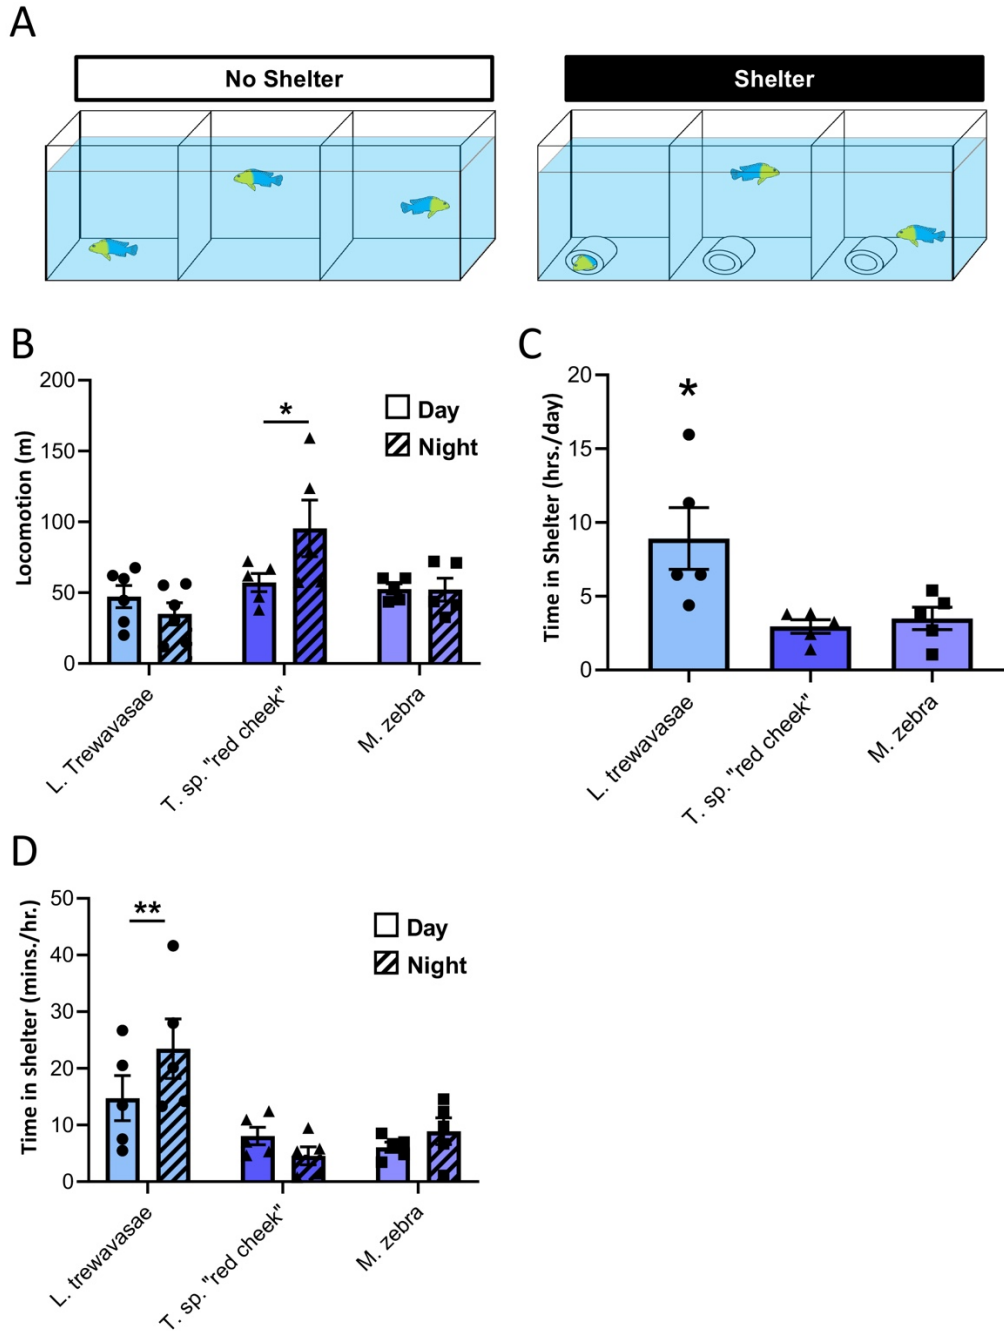 A
No Shelter
Shelter
B
Locomotion (m)
200
150
100
50
0
*
Day
Night
L. Trewavasae
T. sp. "red cheek"
M. zebra
C
Time in Shelter (hrs./day)
20
15
10
5
0
*
L. trewavasae
T. sp. "red cheek"
M. zebra
D
Time in shelter (mins./hr.)
50
40
30
20
10
0
**
Day
Night
L. trewavasae
T. sp. "red cheek"
M. zebra